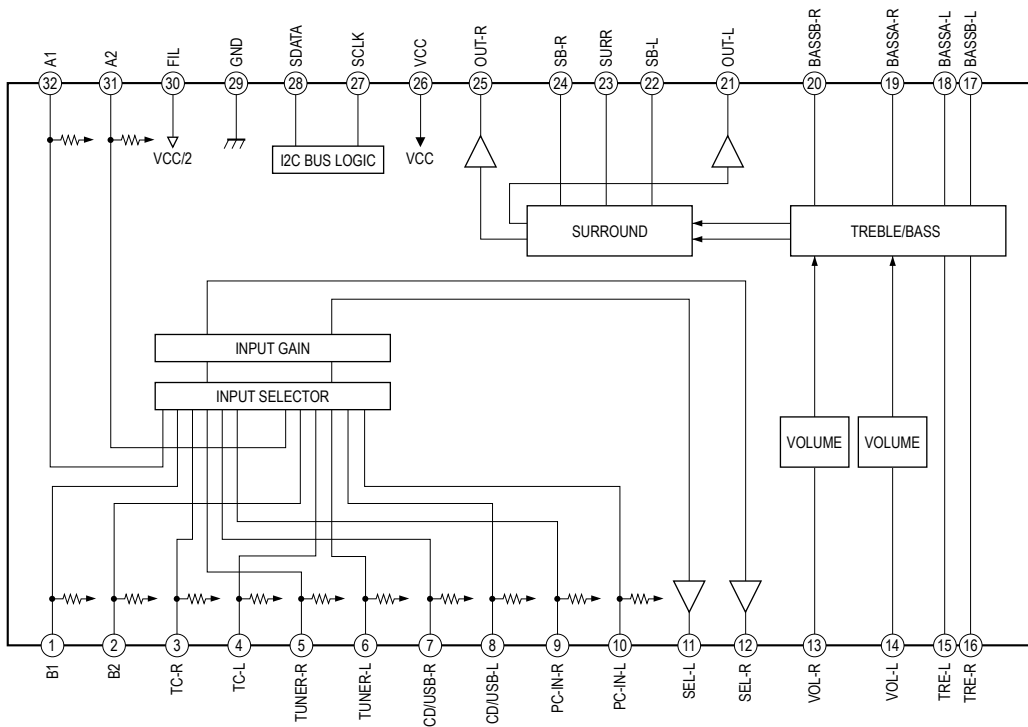 A1
A2
FIL
GND
SDATA
SCLK
VCC
OUT-R
SB-R
SURR
SB-L
OUT-L
BASSB-R
BASSA-R
BASSA-L
BASSB-L
32
31
30
29
28
27
26
25
24
23
22
21
20
19
18
17
VCC/2
I2C BUS LOGIC
VCC
SURROUND
TREBLE/BASS
INPUT GAIN
INPUT SELECTOR
VOLUME
VOLUME
1
2
3
4
5
6
7
8
9
10
11
12
13
14
15
16
B1
B2
TC-R
TC-L
TUNER-R
TUNER-L
CD/USB-R
CD/USB-L
PC-IN-R
PC-IN-L
SEL-L
SEL-R
VOL-R
VOL-L
TRE-L
TRE-R